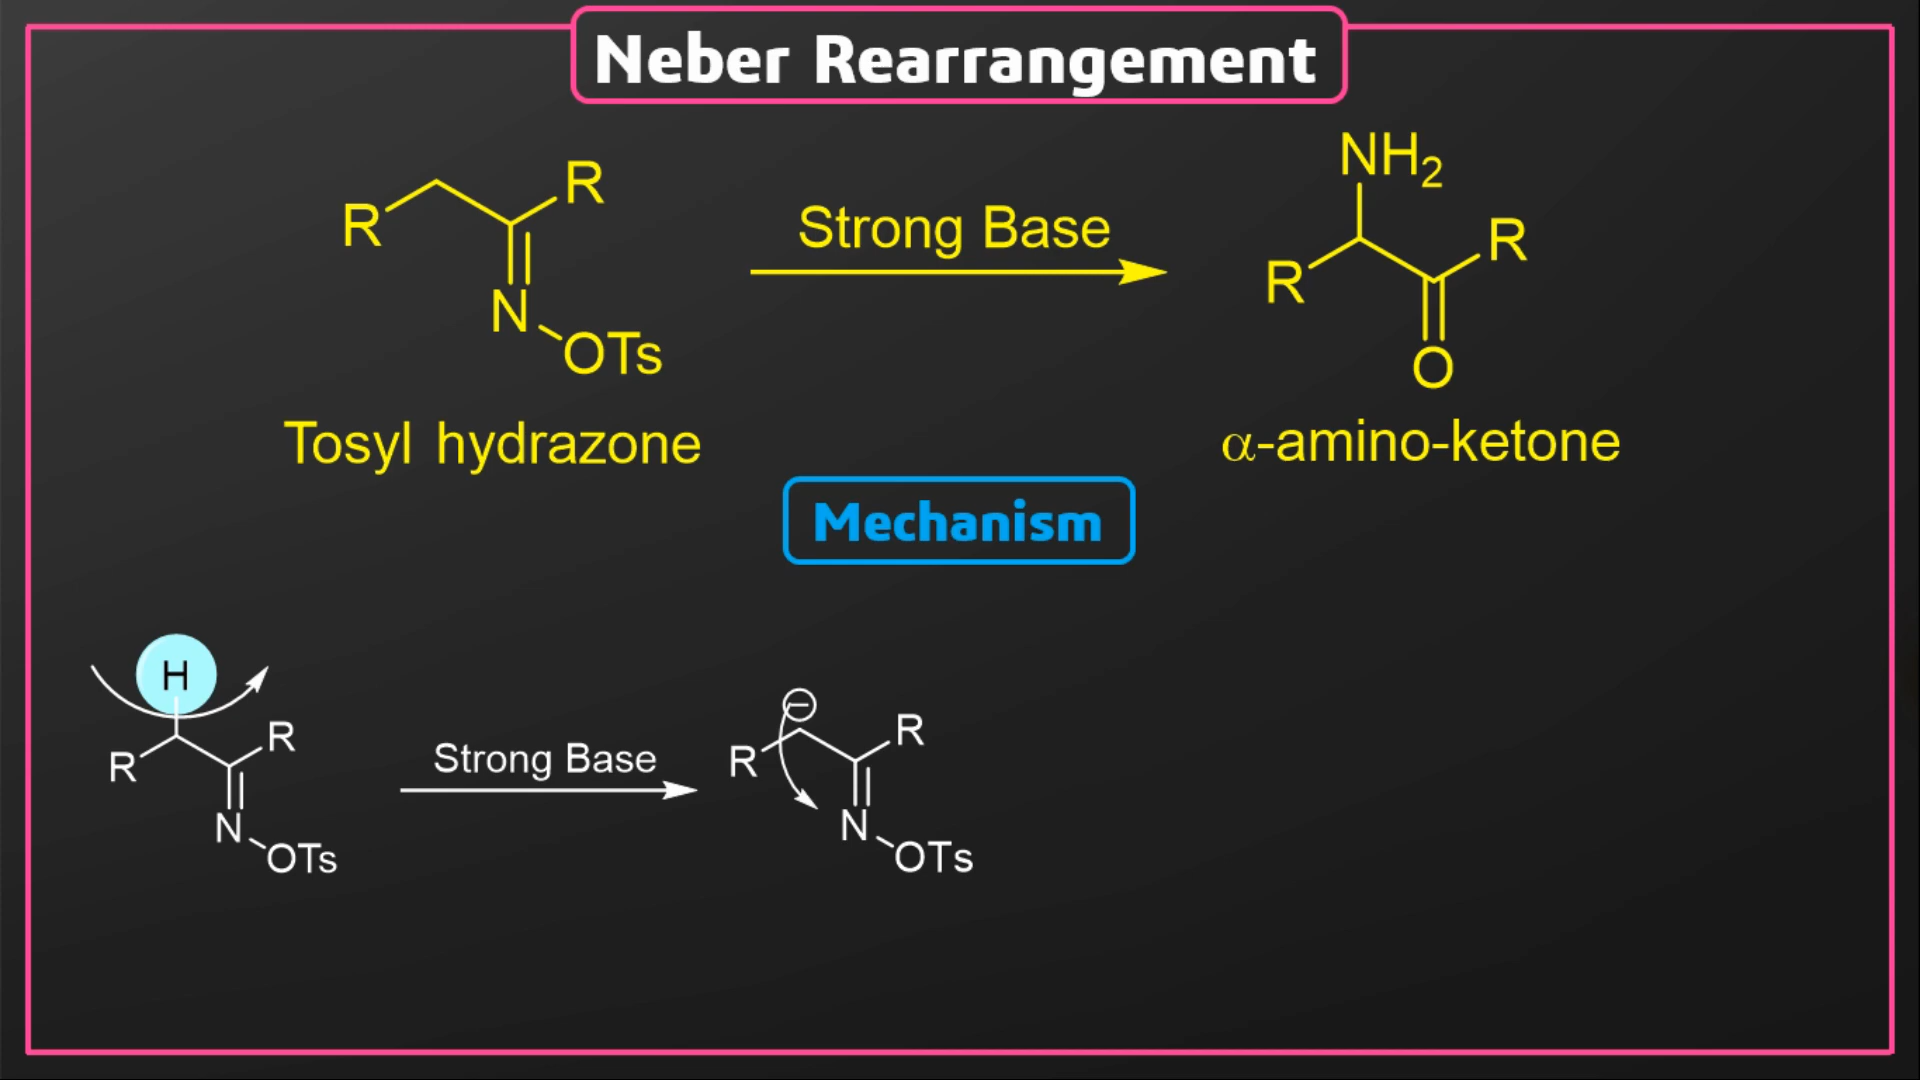 Neber Rearrangement
R
R
N
OTs
Strong Base
NH2
R
R
O
Tosyl hydrazone
α-amino-ketone
Mechanism
H
R
R
N
OTs
Strong Base
⊖
R
R
N
OTs